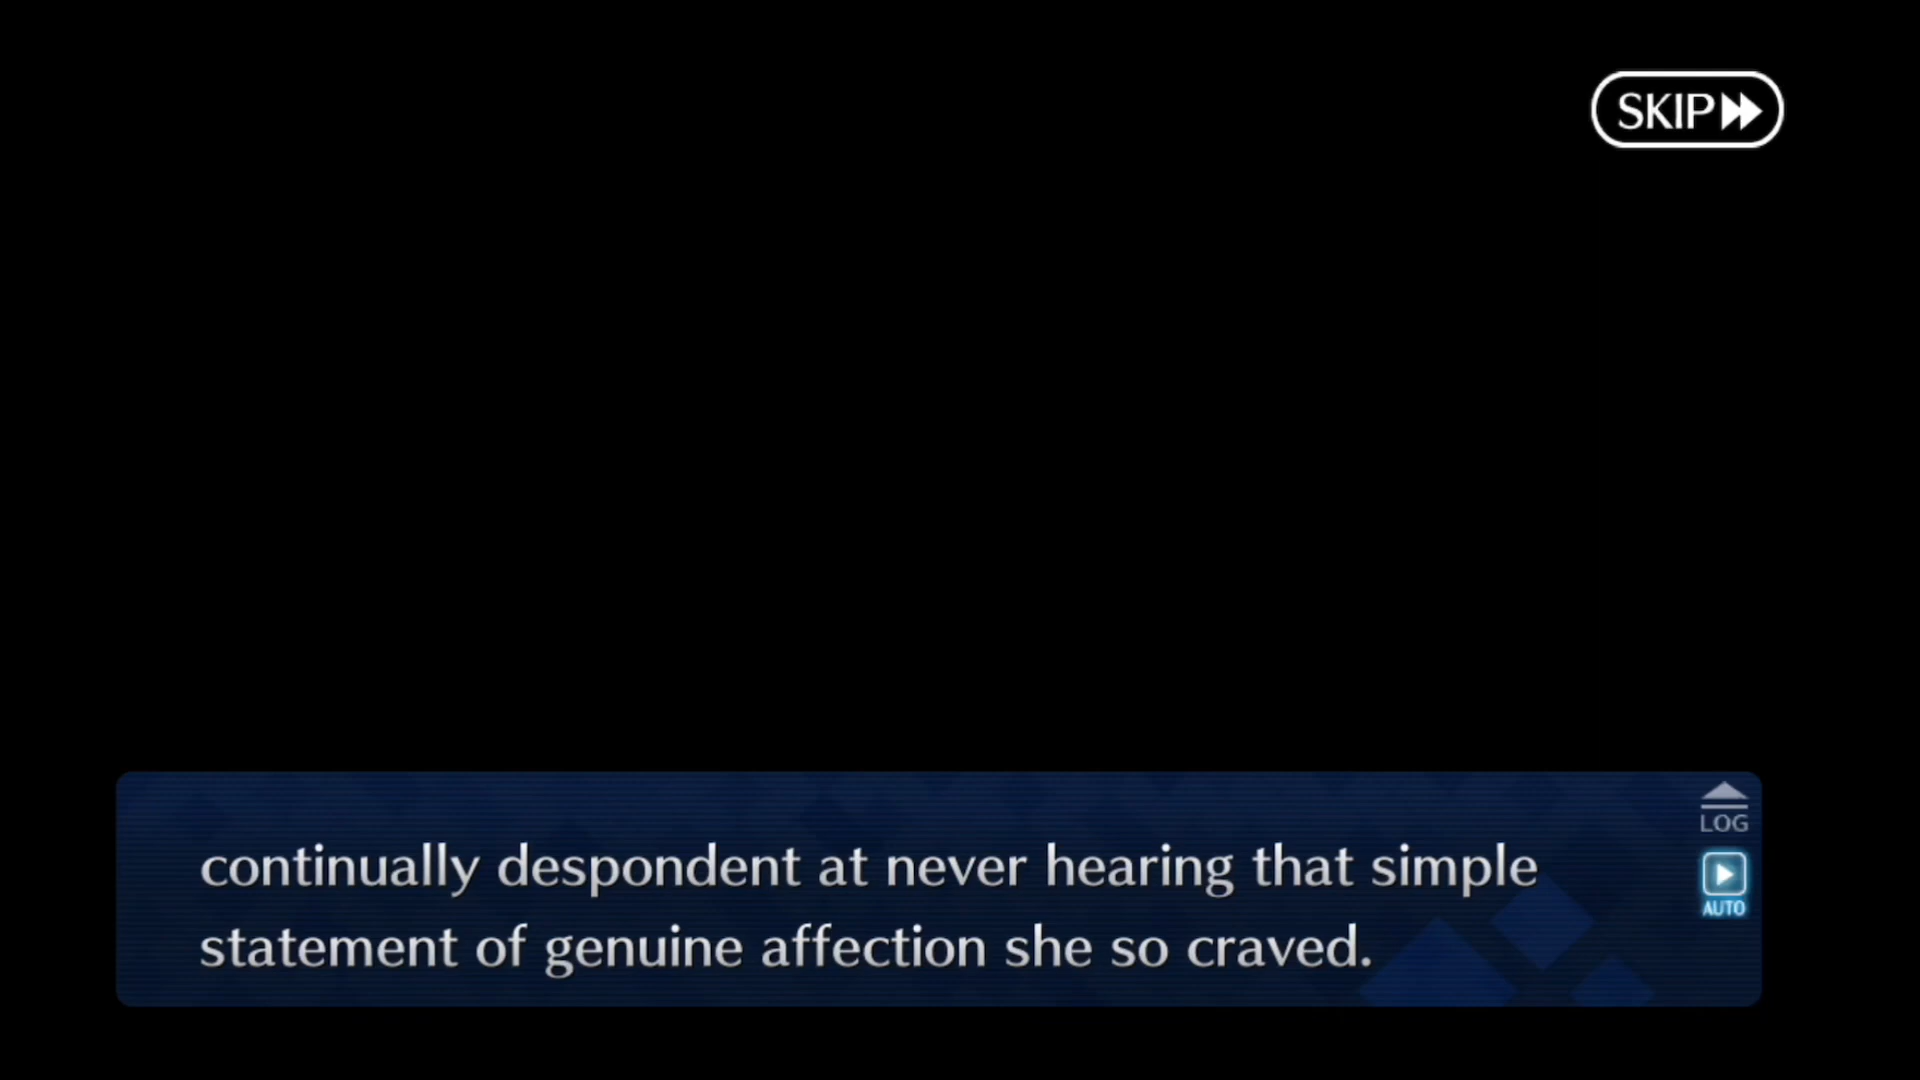 SKIP
LOG
continually despondent at never hearing that simple
AUTO
statement of genuine affection she so craved.